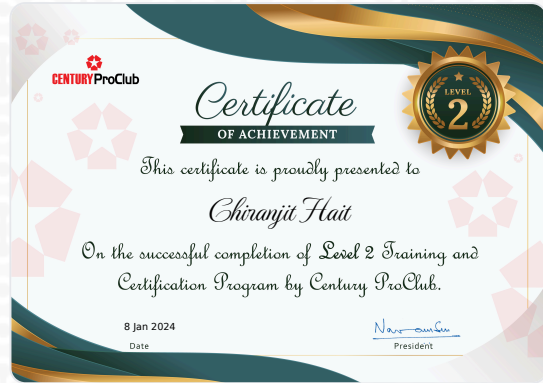 CENTURY ProClub
Certificate
OF ACHIEVEMENT
LEVEL
2
This certificate is proudly presented to
Chiranjit Hait
On the successful completion of Level 2 Training and
Certification Program by Century ProClub.
8 Jan 2024
Date
President